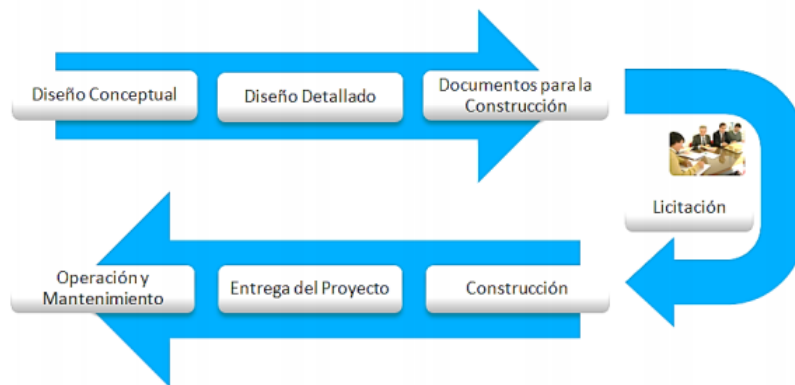 Diseño Conceptual
Diseño Detallado
Documentos para la
Construcción
Licitación
Construcción
Entrega del Proyecto
Operación y
Mantenimiento